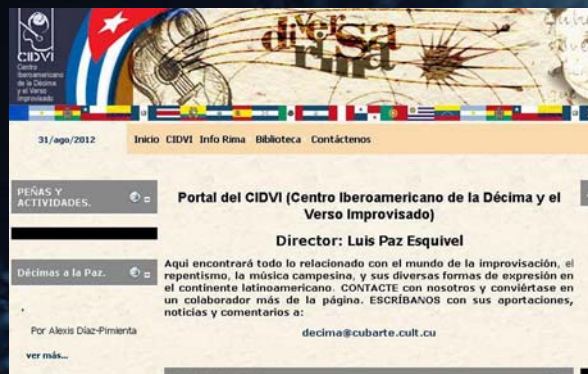 diversarima
CIDVI
Centro
Iberoamericano
de la Décima
y el Verso
Improvisado
31/ago/2012
Inicio CIDVI Info Rima Biblioteca Contáctenos
PEÑAS Y
ACTIVIDADES.
Décimas a la Paz.
Por Alexis Díaz-Pimienta
ver más...
Portal del CIDVI (Centro Iberoamericano de la Décima y el
Verso Improvisado)
Director: Luis Paz Esquivel
Aqui encontrará todo lo relacionado con el mundo de la improvisación, el
repentismo, la música campesina, y sus diversas formas de expresión en
el continente latinoamericano. CONTACTE con nosotros y conviértase en
un colaborador más de la página. ESCRÍBANOS con sus aportaciones,
noticias y comentarios a:
decima@cubarte.cult.cu